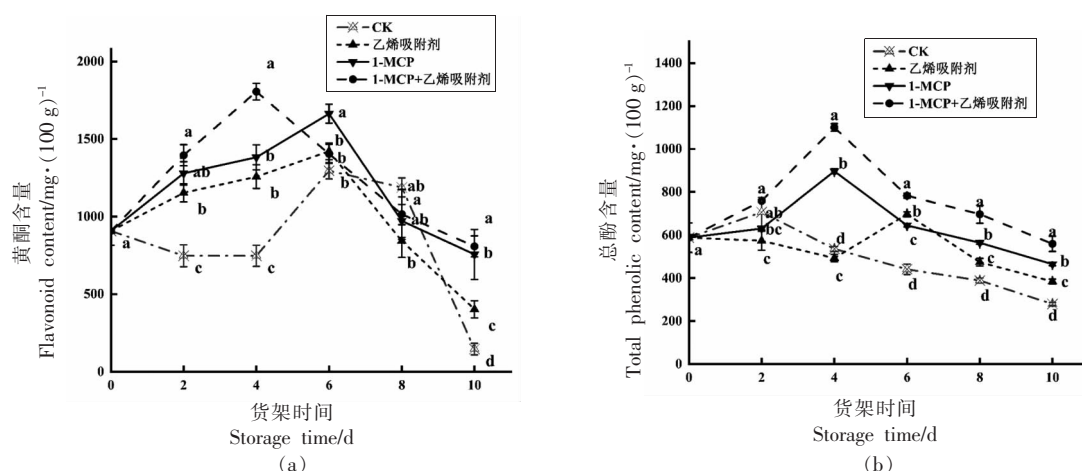 CK
乙烯吸附剂
1-MCP
1-MCP+乙烯吸附剂
2000
1500
1000
500
0
黄酮含量
Flavonoid content/mg·(100 g)⁻¹
a
a
a
ab
b
b
b
b
b
ab
a
ab
b
a
b
a
c
c
c
d
0
2
4
6
8
10
货架时间
Storage time/d
(a)
CK
乙烯吸附剂
1-MCP
1-MCP+乙烯吸附剂
1400
1200
1000
800
600
400
200
0
总酚含量
Total phenolic content/mg·(100 g)⁻¹
a
a
b
a
ab
bc
c
a
d
c
a
b
c
d
a
b
c
d
a
b
c
d
0
2
4
6
8
10
货架时间
Storage time/d
(b)